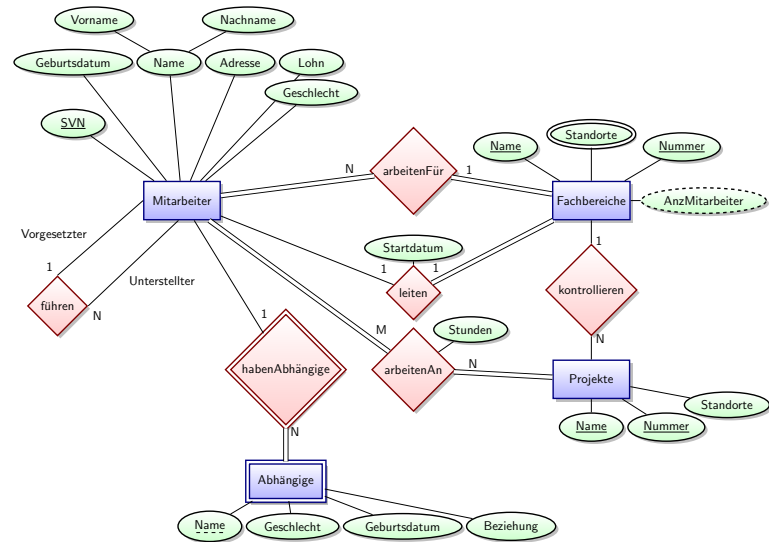 Vorname
Nachname
Geburtsdatum
Name
Adresse
Lohn
Geschlecht
SVN
Name
Standorte
Nummer
N
arbeitenFür
1
Mitarbeiter
Fachbereiche
AnzMitarbeiter
Vorgesetzter
Startdatum
1
1
1
1
Unterstellter
leiten
kontrollieren
führen
N
1
M
Stunden
N
habenAbhängige
arbeitenAn
N
Projekte
Standorte
Name
Nummer
N
Abhängige
Name
Geschlecht
Geburtsdatum
Beziehung